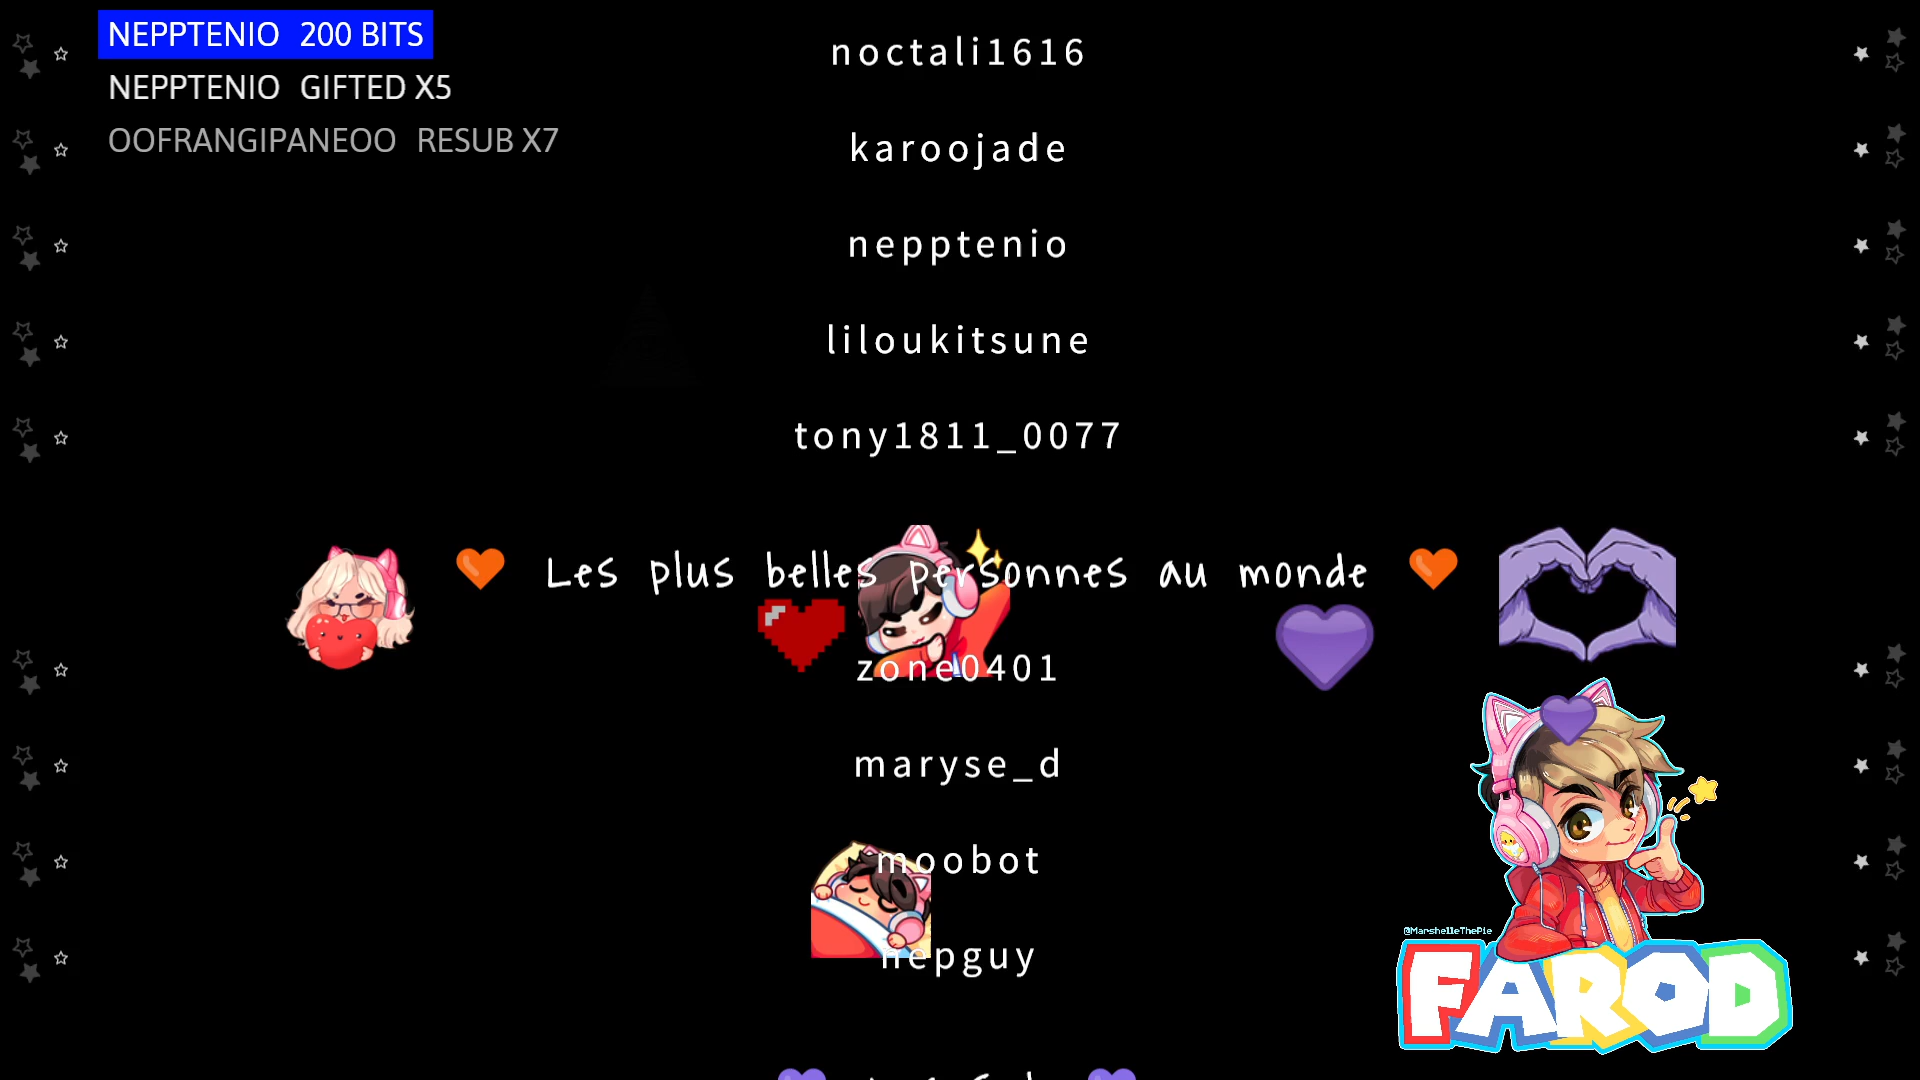 NEPPTENIO 200 BITS
NEPPTENIO GIFTED X5
OOFRANGIPANEOO RESUB X7
noctali1616
karoojade
nepptenio
liloukitsune
tony1811_0077
Les plus belles personnes au monde
zone0401
maryse_d
moobot
nepguy
@MarshelleThePie
FAROD